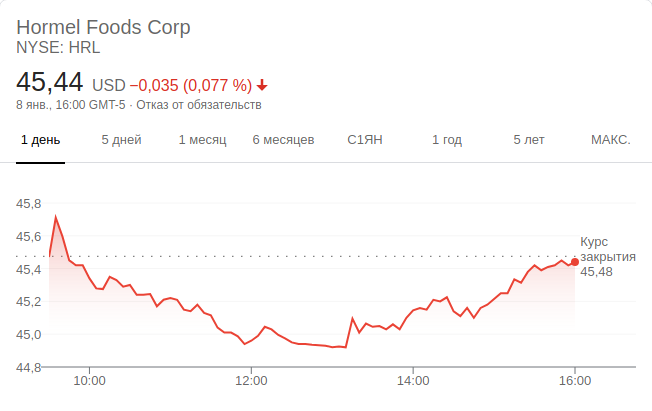 Hormel Foods Corp
NYSE: HRL
45,44 USD −0,035 (0,077 %)
8 янв., 16:00 GMT-5 · Отказ от обязательств
1 день 5 дней 1 месяц 6 месяцев С1ЯН 1 год 5 лет МАКС.
45,8
45,6
Курс
закрытия
45,4
45,48
45,2
45,0
44,8
10:00 12:00 14:00 16:00